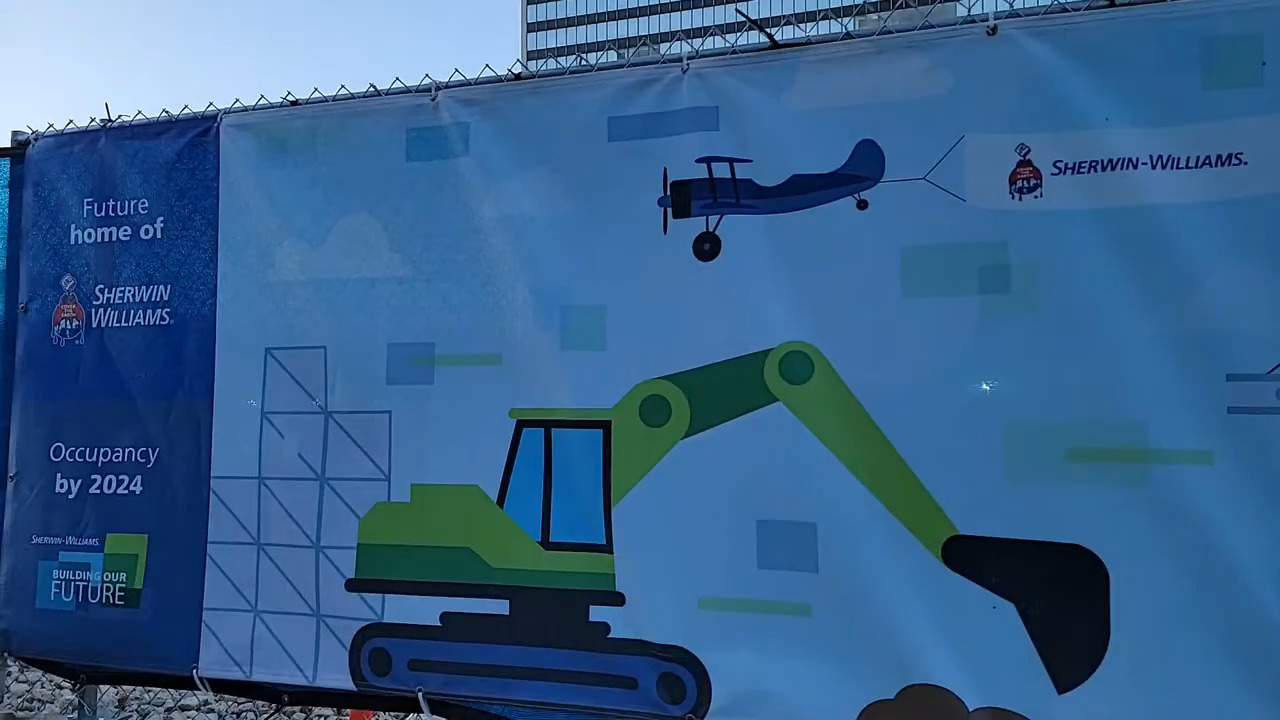 Future
home of
SHERWIN
WILLIAMS.
Occupancy
by 2024
SHERWIN-WILLIAMS.
BUILDING OUR
FUTURE
SHERWIN-WILLIAMS.